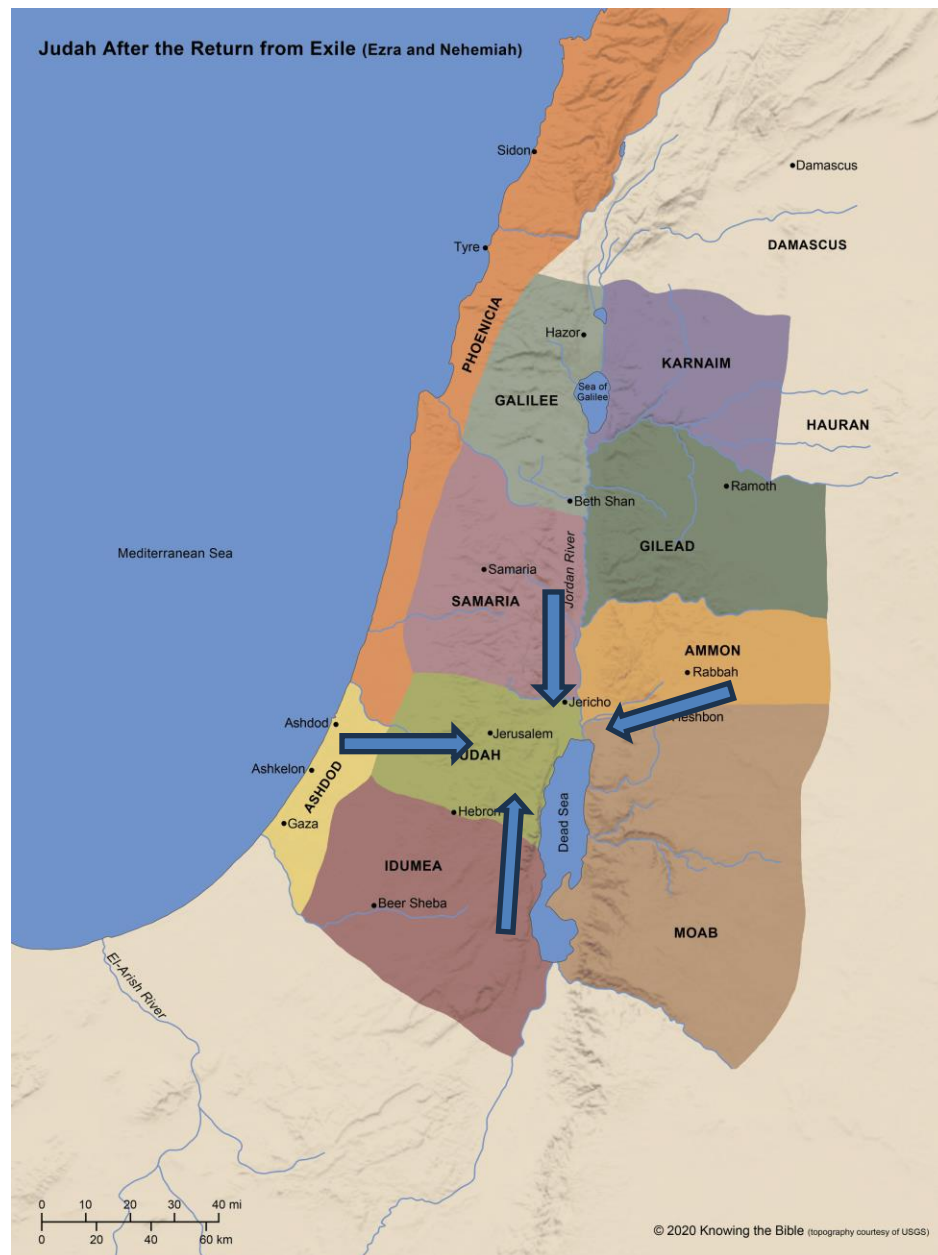 Judah After the Return from Exile (Ezra and Nehemiah)
Sidon
Damascus
Tyre
DAMASCUS
PHOENICIA
Hazor
KARNAIM
Sea of
Galilee
GALILEE
HAURAN
Ramoth
Beth Shan
Jordan River
GILEAD
Mediterranean Sea
Samaria
SAMARIA
AMMON
Rabbah
Jericho
eshbon
Ashdod
Jerusalem
UDAH
Ashkelon
ASHDOD
Gaza
Hebron
Dead Sea
IDUMEA
Beer Sheba
MOAB
El-Arish River
0 10 20 30 40 mi
0 20 40 60 km
© 2020 Knowing the Bible (topography courtesy of USGS)